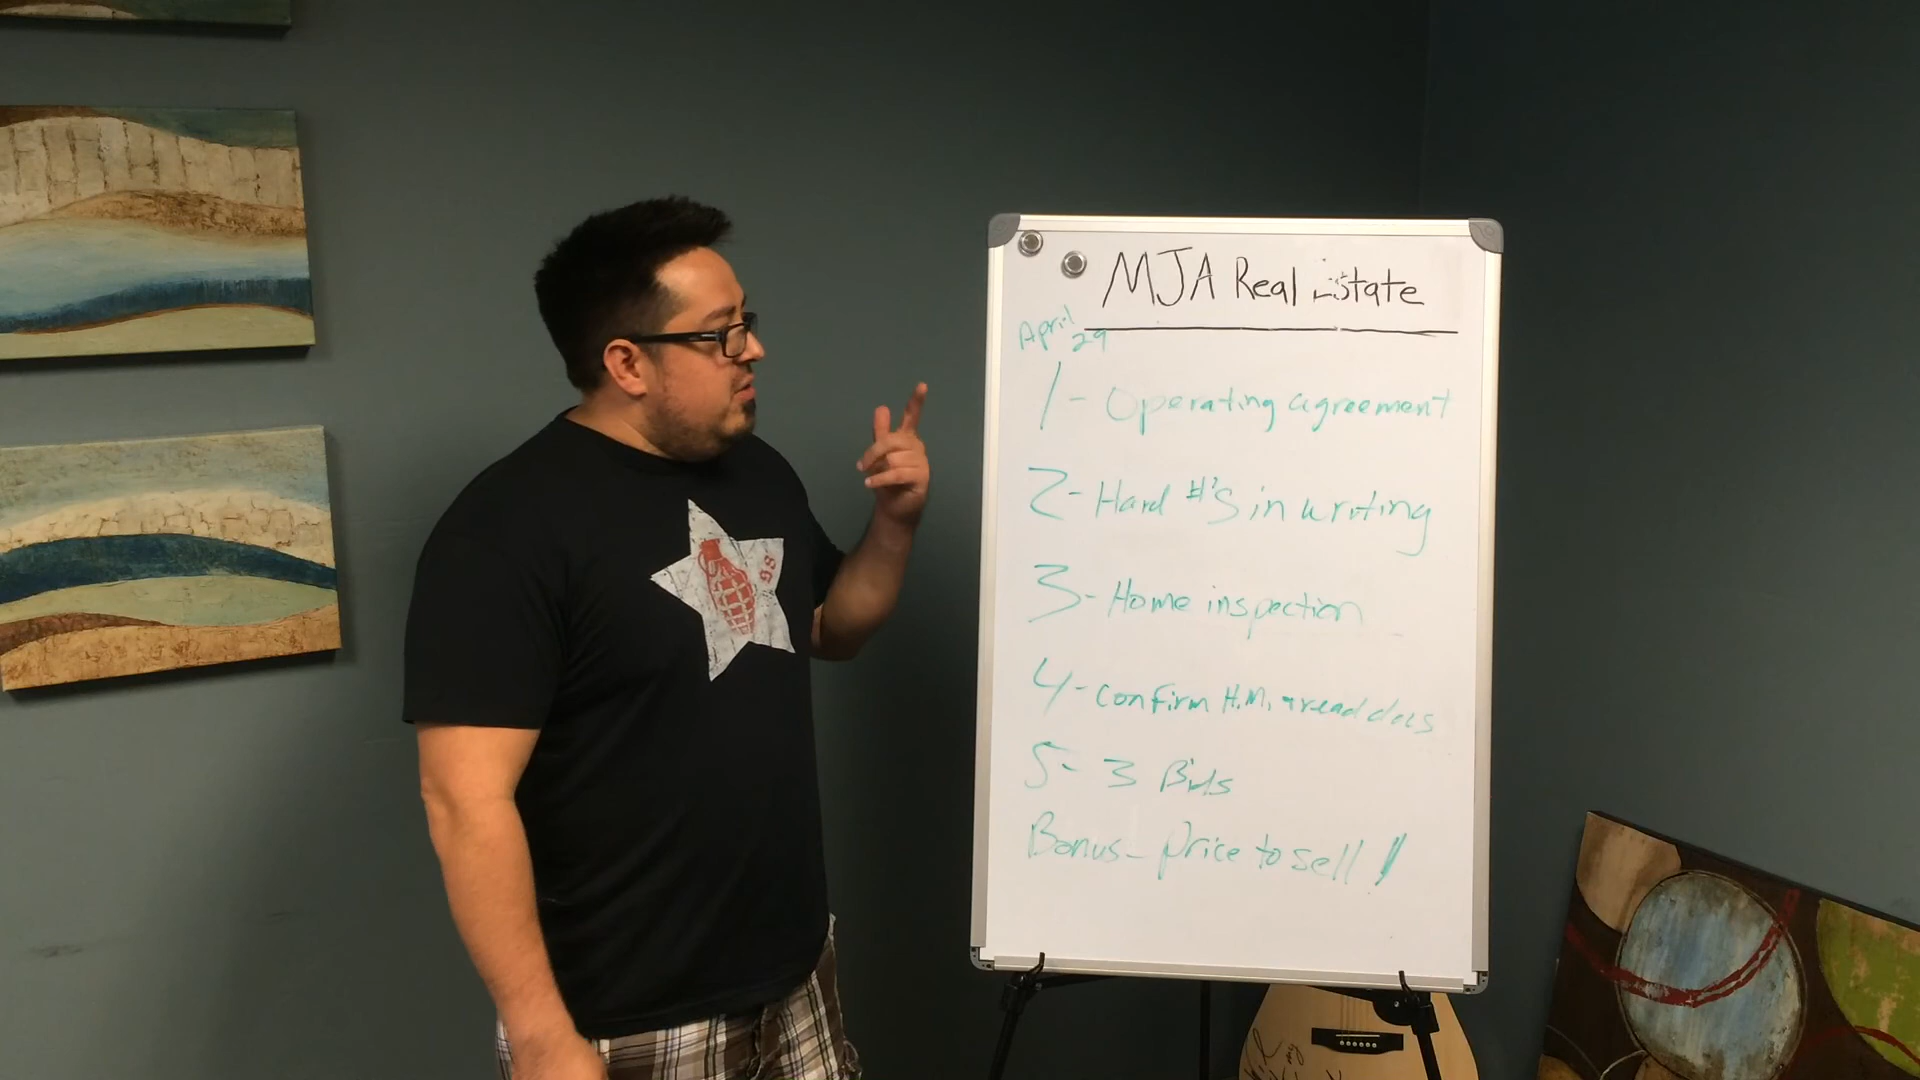 MJA Real Estate
April
29
1- Operating agreement
2- Hard #'s in writing
3- Home inspection
4- Confirm H.M. + read docs
5- 3 Bids
Bonus- Price to sell!
98